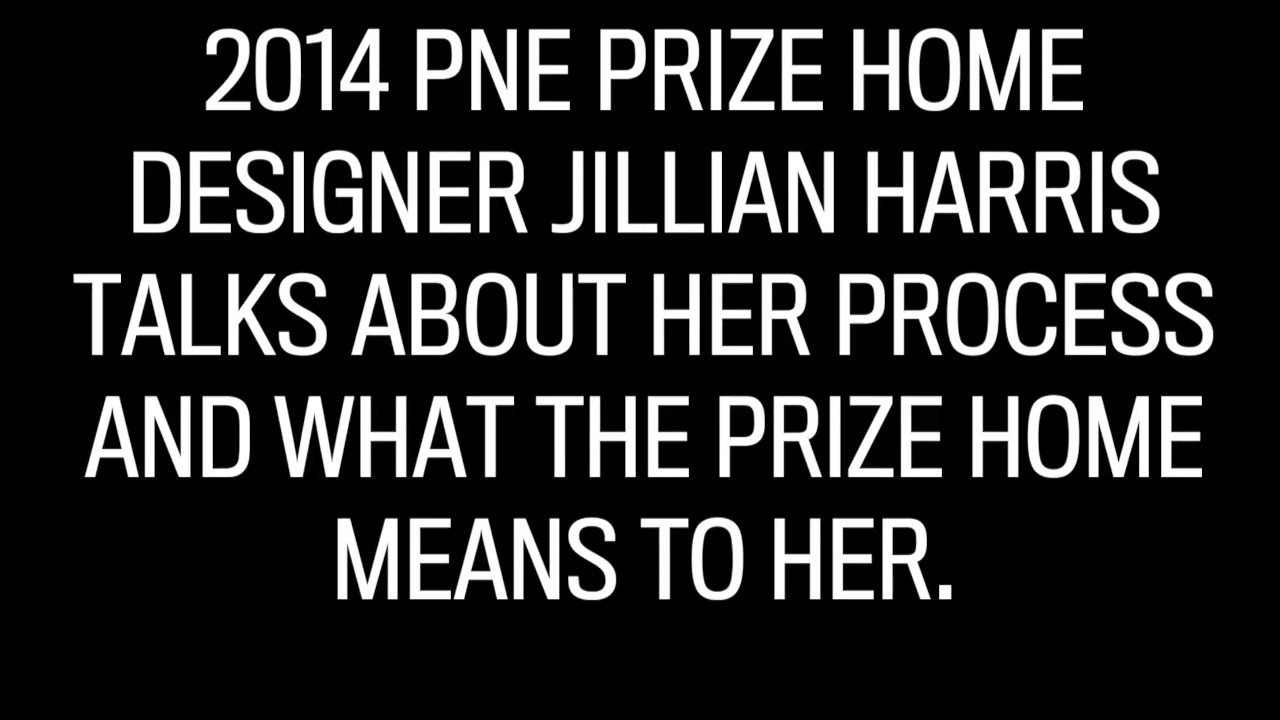 2014 PNE PRIZE HOME
DESIGNER JILLIAN HARRIS
TALKS ABOUT HER PROCESS
AND WHAT THE PRIZE HOME
MEANS TO HER.